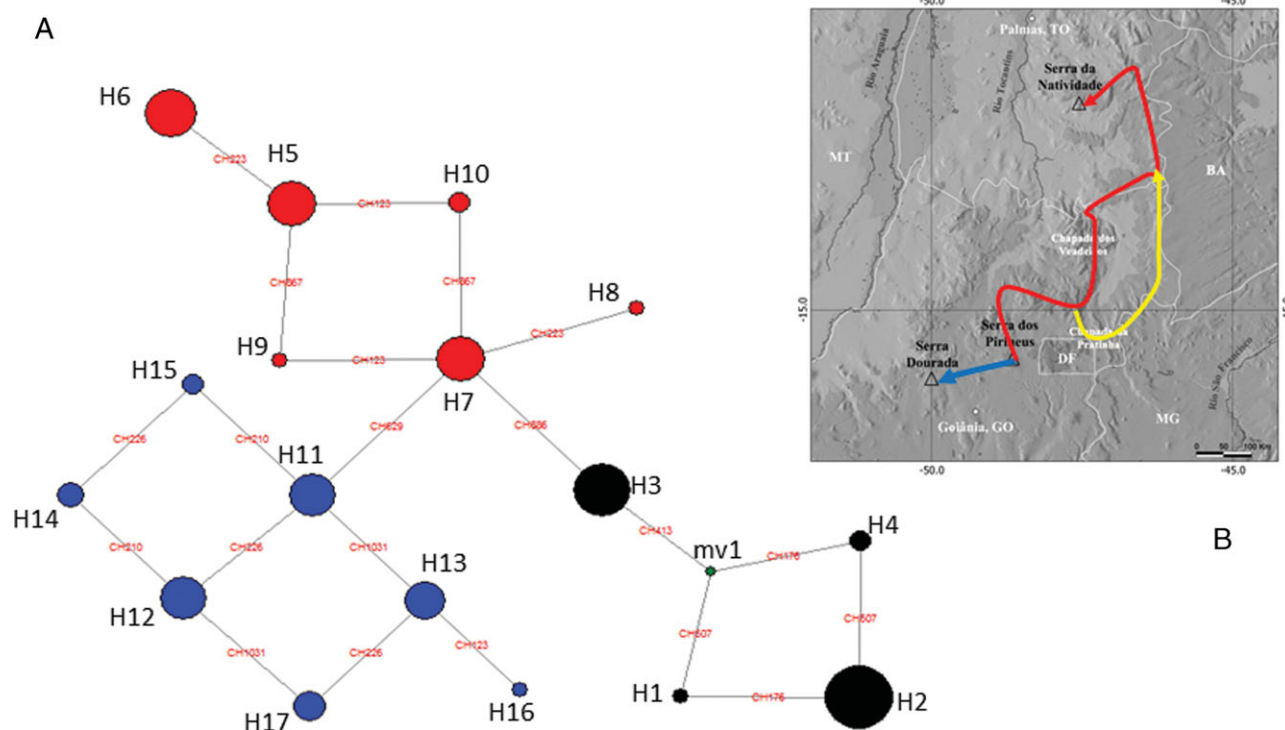 A
H6
CH223
H5
CH123
H10
CH667
CH667
H8
CH223
H9
CH123
H7
H15
CH226
CH210
CH629
CH686
H11
H3
H14
CH413
H4
CH210
CH226
CH1031
mv1
CH176
H13
H12
CH507
CH507
CH1031
CH226
CH123
H1
CH176
H2
H17
H16
-50.0
-45.0
Palmas, TO
Rio Araguaia
Rio Tocantins
Serra da
Natividade
MT
BA
Chapada dos
Veadeiros
-15.0
Serra dos
Pirineus
Chapada da
Pratinha
Serra
Dourada
DF
Rio São Francisco
Goiânia, GO
MG
0 50 100 Km
-50.0
-45.0
B